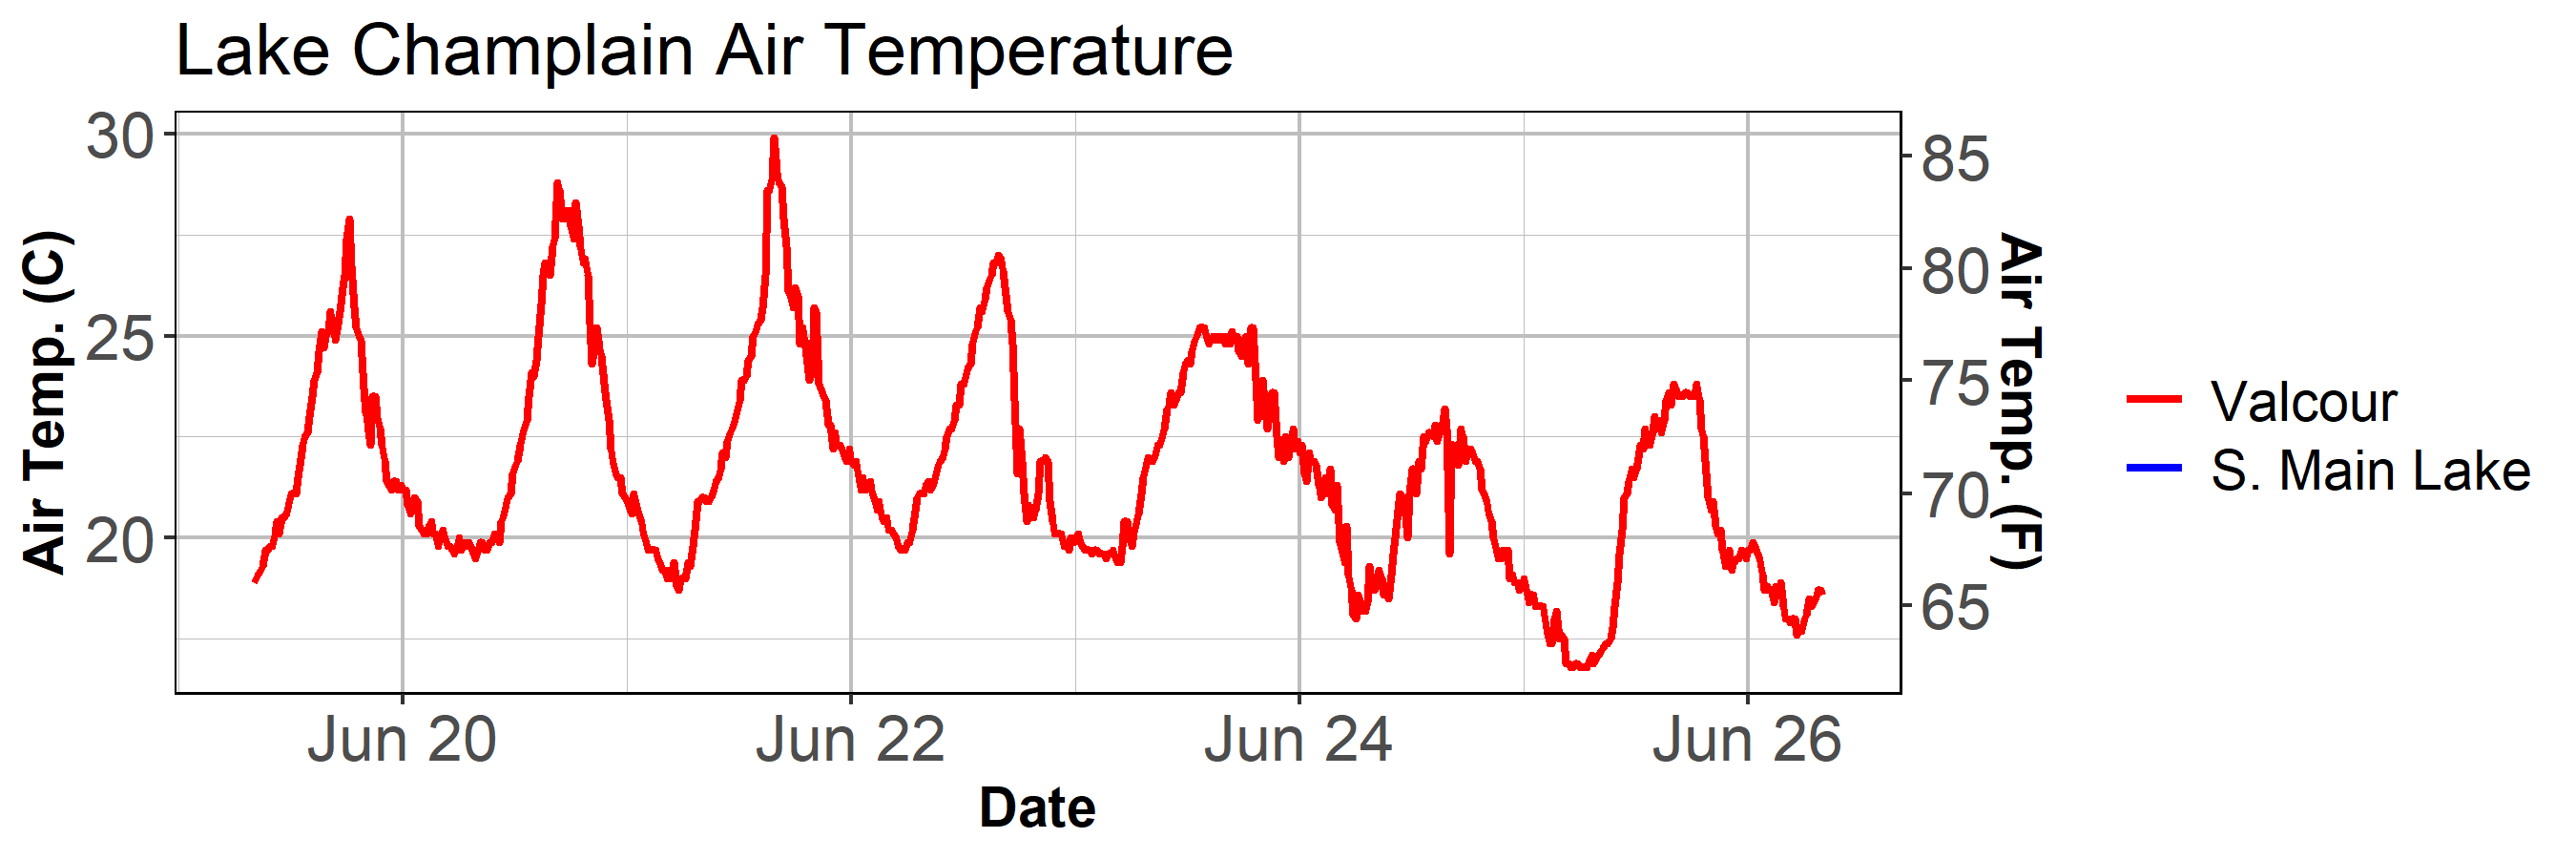 Lake Champlain Air Temperature
Air Temp. (C)
30
25
20
85
80
75
70
65
Air Temp. (F)
Jun 20
Jun 22
Jun 24
Jun 26
Date
Valcour
S. Main Lake